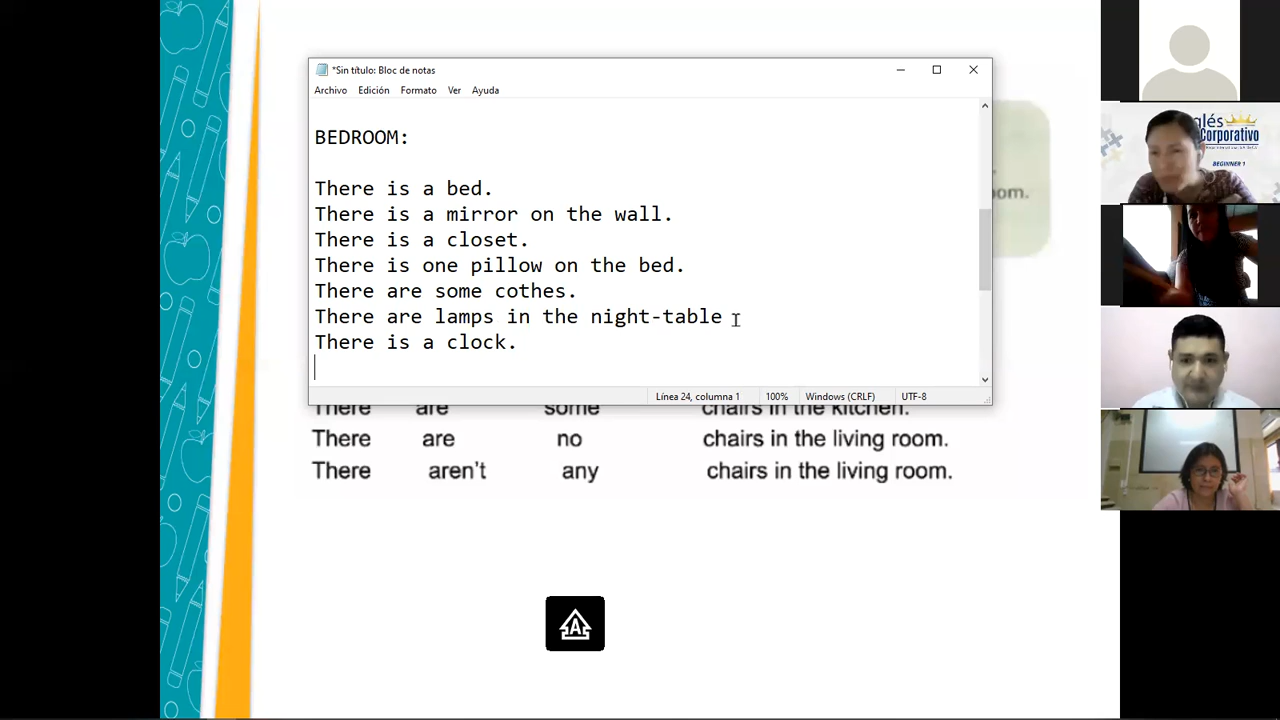 *Sin título: Bloc de notas
Archivo Edición Formato Ver Ayuda
BEDROOM:
There is a bed.
There is a mirror on the wall.
There is a closet.
There is one pillow on the bed.
There are some cothes.
There are lamps in the night-table
There is a clock.
Línea 24, columna 1 100% Windows (CRLF) UTF-8
oom.
There are some chairs in the kitchen.
There are no chairs in the living room.
There aren't any chairs in the living room.
A
glés
Corporativo
BEGINNER 1